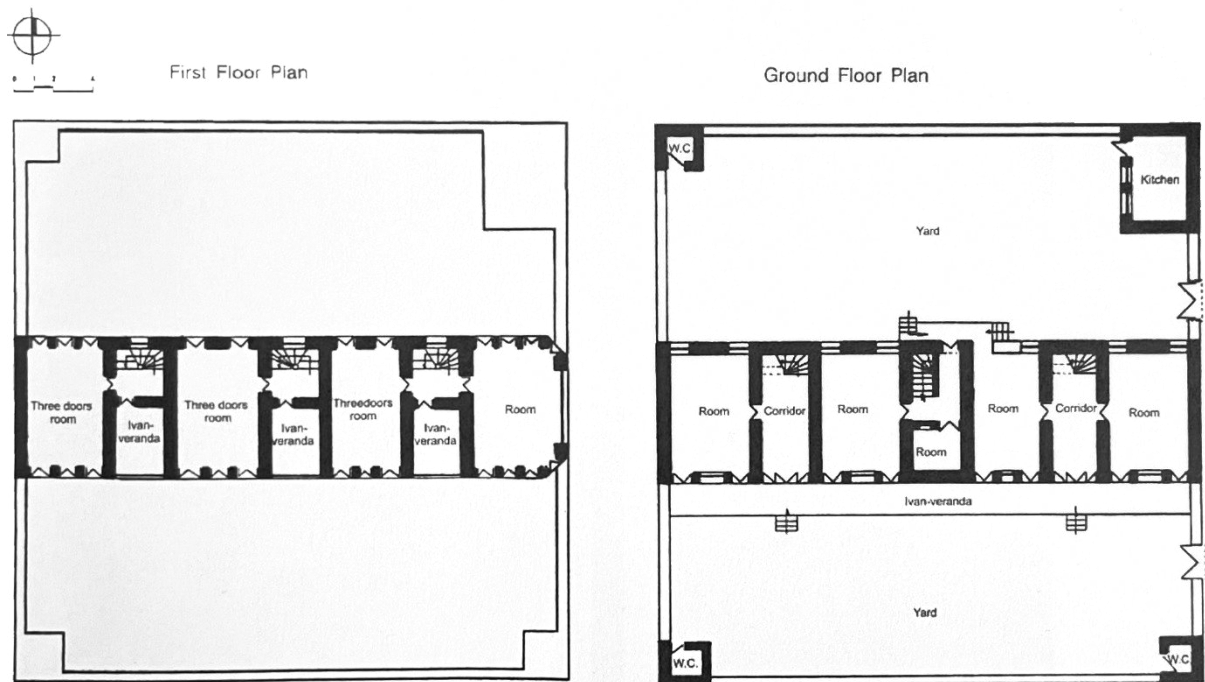 First Floor Plan
Ground Floor Plan
0 1 2 4
Three doors
room
Ivan-
veranda
Three doors
room
Ivan-
veranda
Threedoors
room
Ivan-
veranda
Room
W.C.
Kitchen
Yard
Room
Corridor
Room
Room
Room
Corridor
Room
Ivan-veranda
Yard
W.C.
W.C.